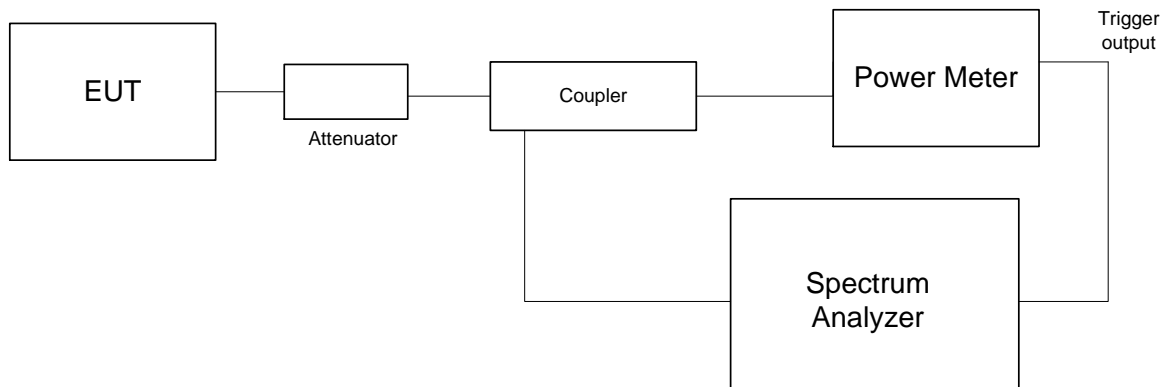 EUT
Attenuator
Coupler
Power Meter
Trigger
output
Spectrum
Analyzer